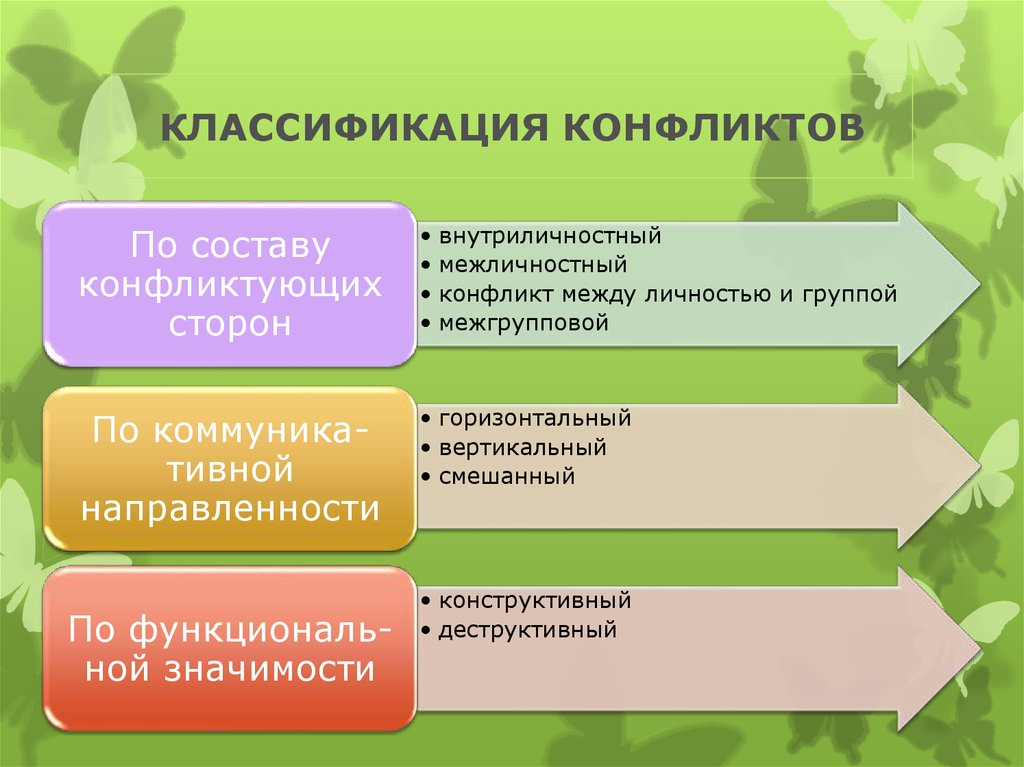 КЛАССИФИКАЦИЯ КОНФЛИКТОВ
По составу
конфликтующих
сторон
• внутриличностный
• межличностный
• конфликт между личностью и группой
• межгрупповой
По коммуника-
тивной
направленности
• горизонтальный
• вертикальный
• смешанный
По функциональ-
ной значимости
• конструктивный
• деструктивный